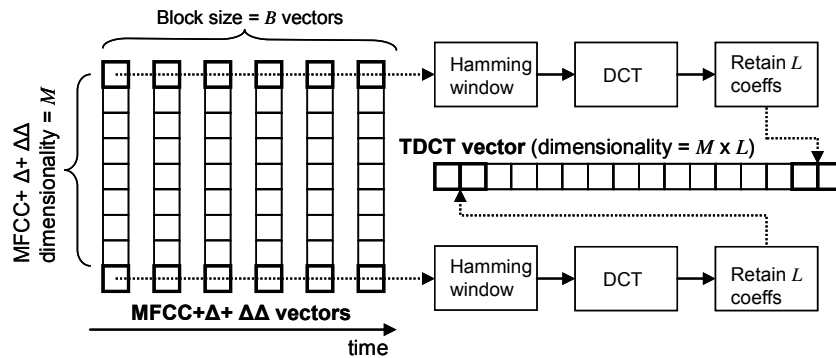 Block size = B vectors
MFCC+ Δ+ ΔΔ
dimensionality = M
Hamming
window
DCT
Retain L
coeffs
TDCT vector (dimensionality = M x L)
Hamming
window
DCT
Retain L
coeffs
MFCC+Δ+ ΔΔ vectors
time